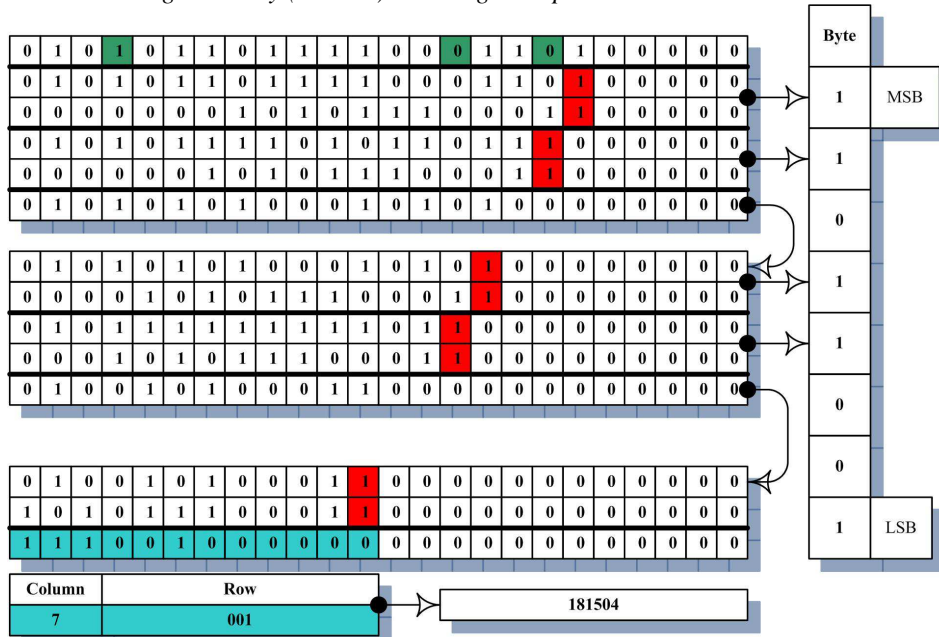 Byte
0 1 0 1 0 1 1 0 1 1 1 1 0 0 0 1 1 0 1 0 0 0 0 0
0 1 0 1 0 1 1 0 1 1 1 1 0 0 0 1 1 0 1 0 0 0 0 0
1 MSB
0 0 0 0 0 0 0 1 0 1 0 1 1 1 0 0 0 1 1 0 0 0 0 0
0 1 0 1 0 1 1 1 1 0 1 0 1 1 0 1 1 1 0 0 0 0 0 0
1
0 0 0 0 0 0 1 0 1 0 1 1 1 0 0 0 1 1 0 0 0 0 0 0
0 1 0 1 0 1 0 1 0 0 0 1 0 1 0 1 0 0 0 0 0 0 0 0
0
0 1 0 1 0 1 0 1 0 0 0 1 0 1 0 1 0 0 0 0 0 0 0 0
1
0 0 0 0 1 0 1 0 1 1 1 0 0 0 1 1 0 0 0 0 0 0 0 0
0 1 0 1 1 1 1 1 1 1 1 1 0 1 1 0 0 0 0 0 0 0 0 0
1
0 0 0 1 0 1 0 1 1 1 0 0 0 1 1 0 0 0 0 0 0 0 0 0
0 1 0 0 1 0 1 0 0 0 1 1 0 0 0 0 0 0 0 0 0 0 0 0
0
0
0 1 0 0 1 0 1 0 0 0 1 1 0 0 0 0 0 0 0 0 0 0 0 0
1 0 1 0 1 1 1 0 0 0 1 1 0 0 0 0 0 0 0 0 0 0 0 0
1 LSB
1 1 1 0 0 1 0 0 0 0 0 0 0 0 0 0 0 0 0 0 0 0 0 0
Column Row
7 001
181504